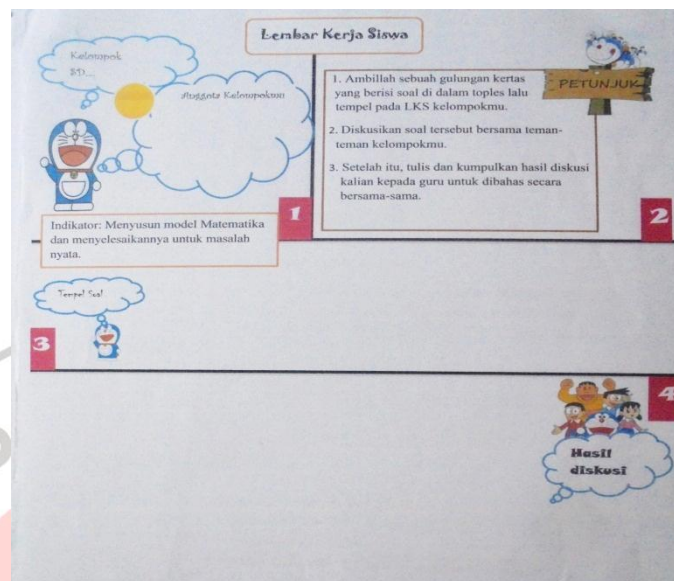 Lembar Kerja Siswa
Kelompok
SD...
Anggota Kelompokmu
1
Indikator: Menyusun model Matematika
dan menyelesaikannya untuk masalah
nyata.
PETUNJUK
1. Ambillah sebuah gulungan kertas
yang berisi soal di dalam toples lalu
tempel pada LKS kelompokmu.
2. Diskusikan soal tersebut bersama teman-
teman kelompokmu.
3. Setelah itu, tulis dan kumpulkan hasil diskusi
kalian kepada guru untuk dibahas secara
bersama-sama.
2
Tempel Soal
3
4
Hasil
diskusi